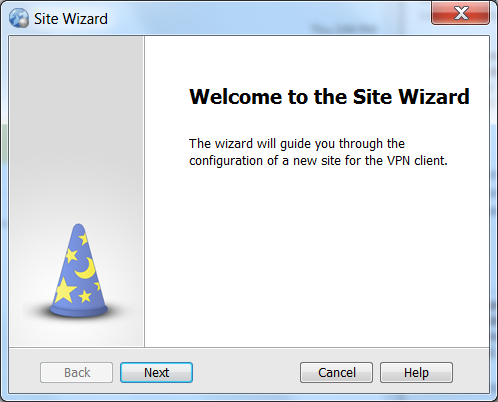 Site Wizard
Welcome to the Site Wizard
The wizard will guide you through the
configuration of a new site for the VPN client.
Back
Next
Cancel
Help